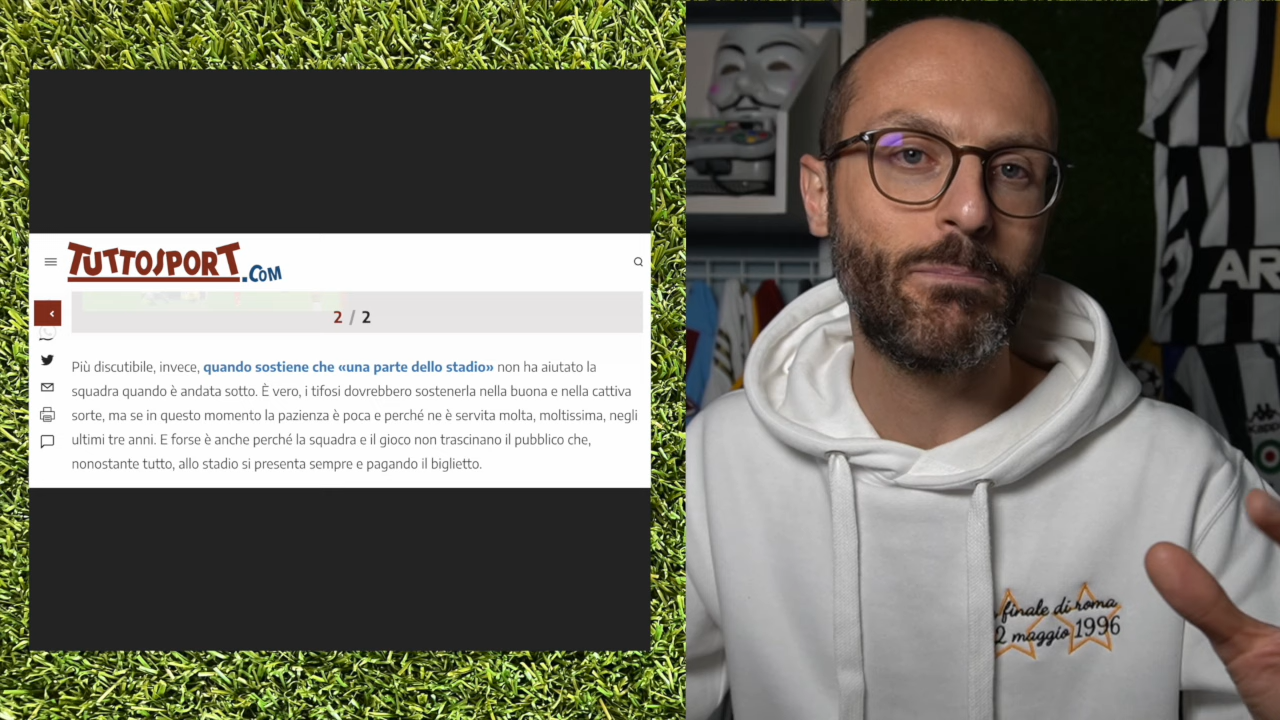 TUTTOSPORT.COM
2 / 2
Più discutibile, invece, quando sostiene che «una parte dello stadio» non ha aiutato la
squadra quando è andata sotto. È vero, i tifosi dovrebbero sostenerla nella buona e nella cattiva
sorte, ma se in questo momento la pazienza è poca e perché ne è servita molta, moltissima, negli
ultimi tre anni. E forse è anche perché la squadra e il gioco non trascinano il pubblico che,
nonostante tutto, allo stadio si presenta sempre e pagando il biglietto.
AR
finale di roma
2 maggio 1996